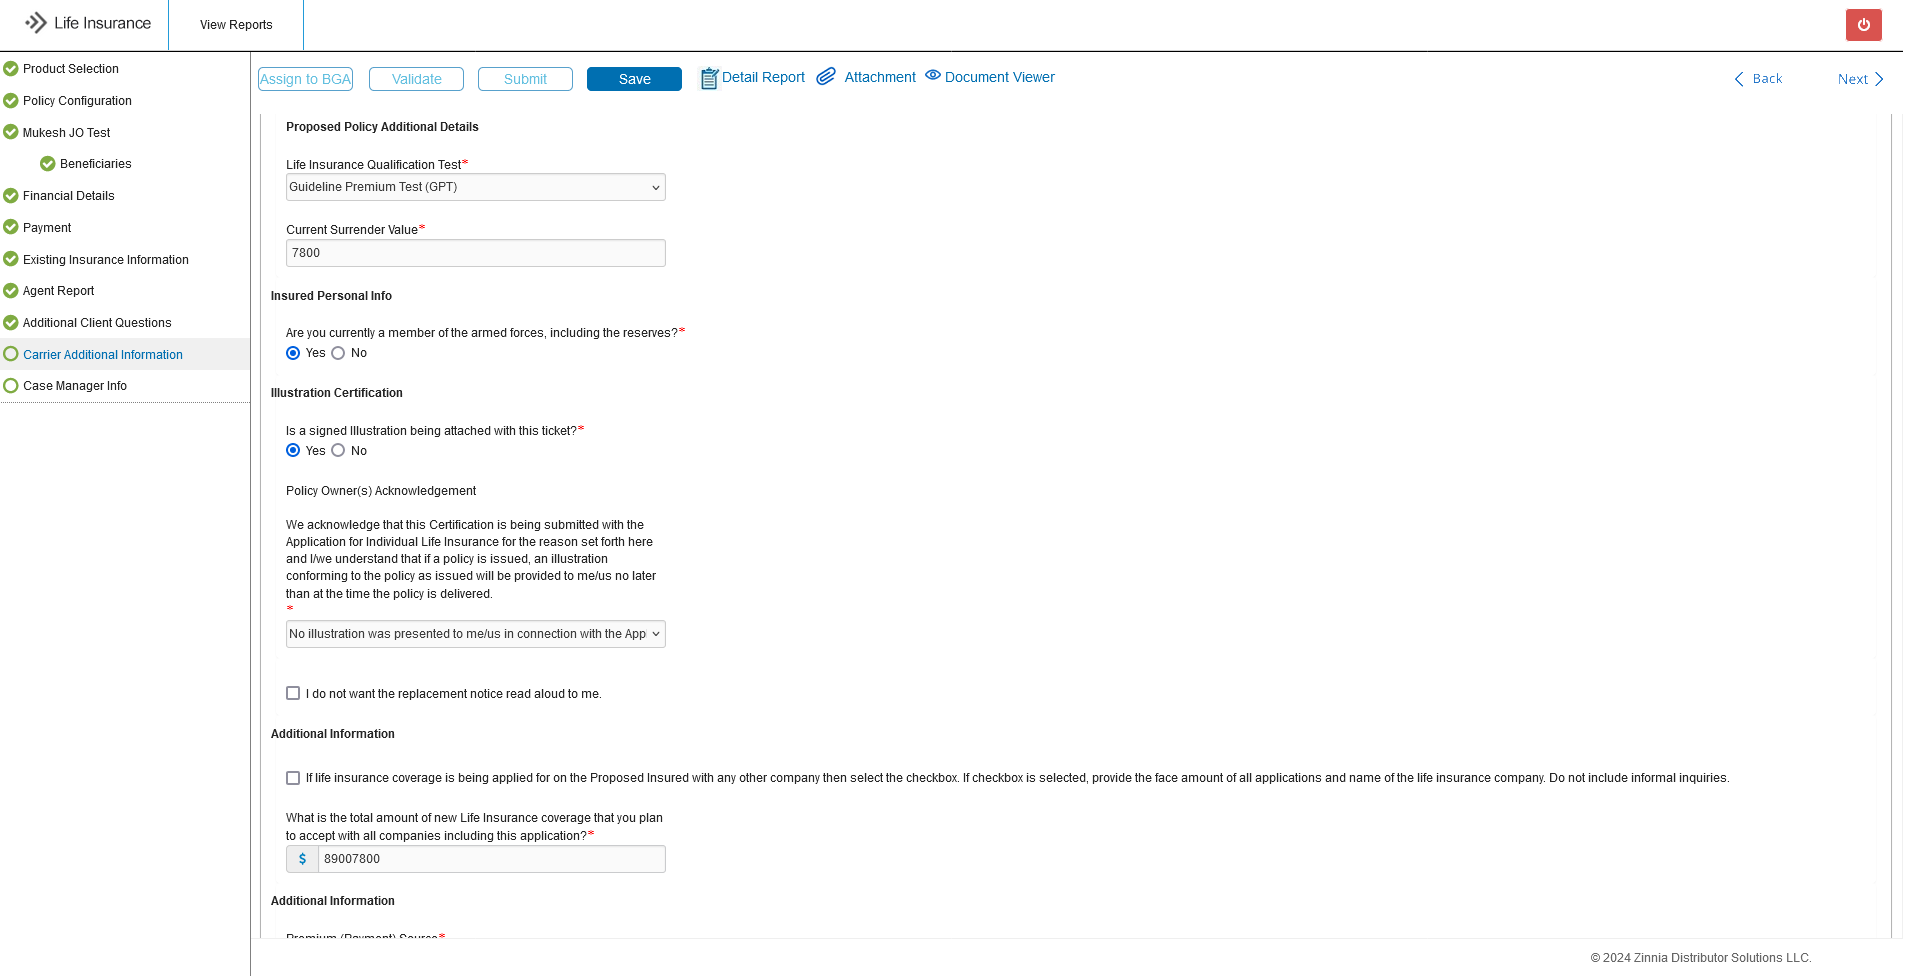 Life Insurance
View Reports
Product Selection
Policy Configuration
Mukesh JO Test
Beneficiaries
Financial Details
Payment
Existing Insurance Information
Agent Report
Additional Client Questions
Carrier Additional Information
Case Manager Info
Assign to BGA
Validate
Submit
Save
Detail Report
Attachment
Document Viewer
Back
Next
Proposed Policy Additional Details
Life Insurance Qualification Test*
Guideline Premium Test (GPT)
Current Surrender Value*
7800
Insured Personal Info
Are you currently a member of the armed forces, including the reserves?*
Yes No
Illustration Certification
Is a signed Illustration being attached with this ticket?*
Yes No
Policy Owner(s) Acknowledgement
We acknowledge that this Certification is being submitted with the
Application for Individual Life Insurance for the reason set forth here
and I/we understand that if a policy is issued, an illustration
conforming to the policy as issued will be provided to me/us no later
than at the time the policy is delivered.
*
No illustration was presented to me/us in connection with the App
I do not want the replacement notice read aloud to me.
Additional Information
If life insurance coverage is being applied for on the Proposed Insured with any other company then select the checkbox. If checkbox is selected, provide the face amount of all applications and name of the life insurance company. Do not include informal inquiries.
What is the total amount of new Life Insurance coverage that you plan
to accept with all companies including this application?*
$ 89007800
Additional Information
Premium (Payment) Source*
© 2024 Zinnia Distributor Solutions LLC.